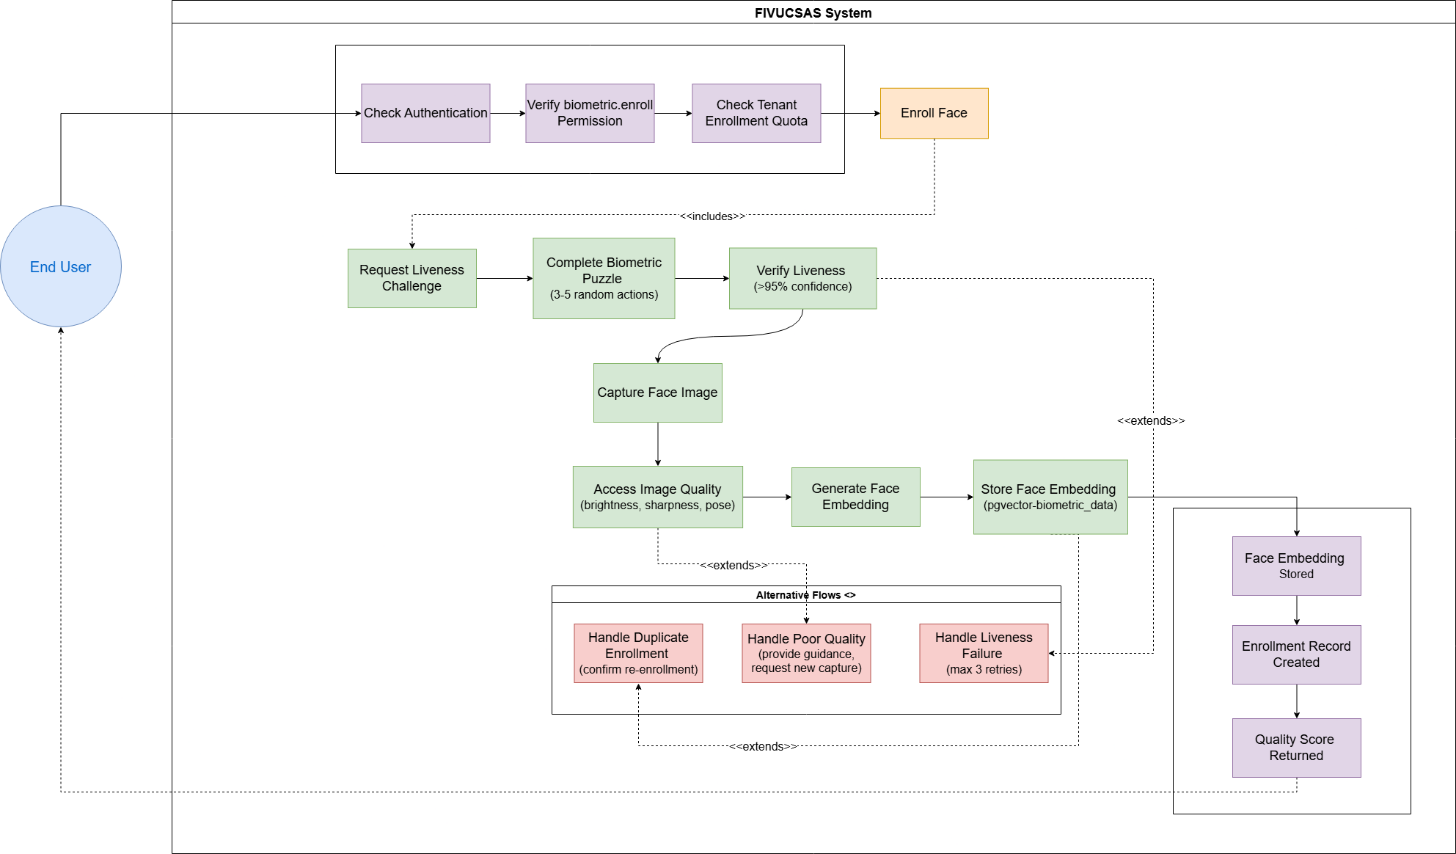 FIVUCSAS System
Check Authentication
Verify biometric.enroll
Permission
Check Tenant
Enrollment Quota
Enroll Face
End User
<<includes>>
Request Liveness
Challenge
Complete Biometric
Puzzle
(3-5 random actions)
Verify Liveness
(>95% confidence)
Capture Face Image
<<extends>>
Access Image Quality
(brightness, sharpness, pose)
Generate Face
Embedding
Store Face Embedding
(pgvector-biometric_data)
<<extends>>
Alternative Flows <>
Handle Duplicate
Enrollment
(confirm re-enrollment)
Handle Poor Quality
(provide guidance,
request new capture)
Handle Liveness
Failure
(max 3 retries)
<<extends>>
Face Embedding
Stored
Enrollment Record
Created
Quality Score
Returned